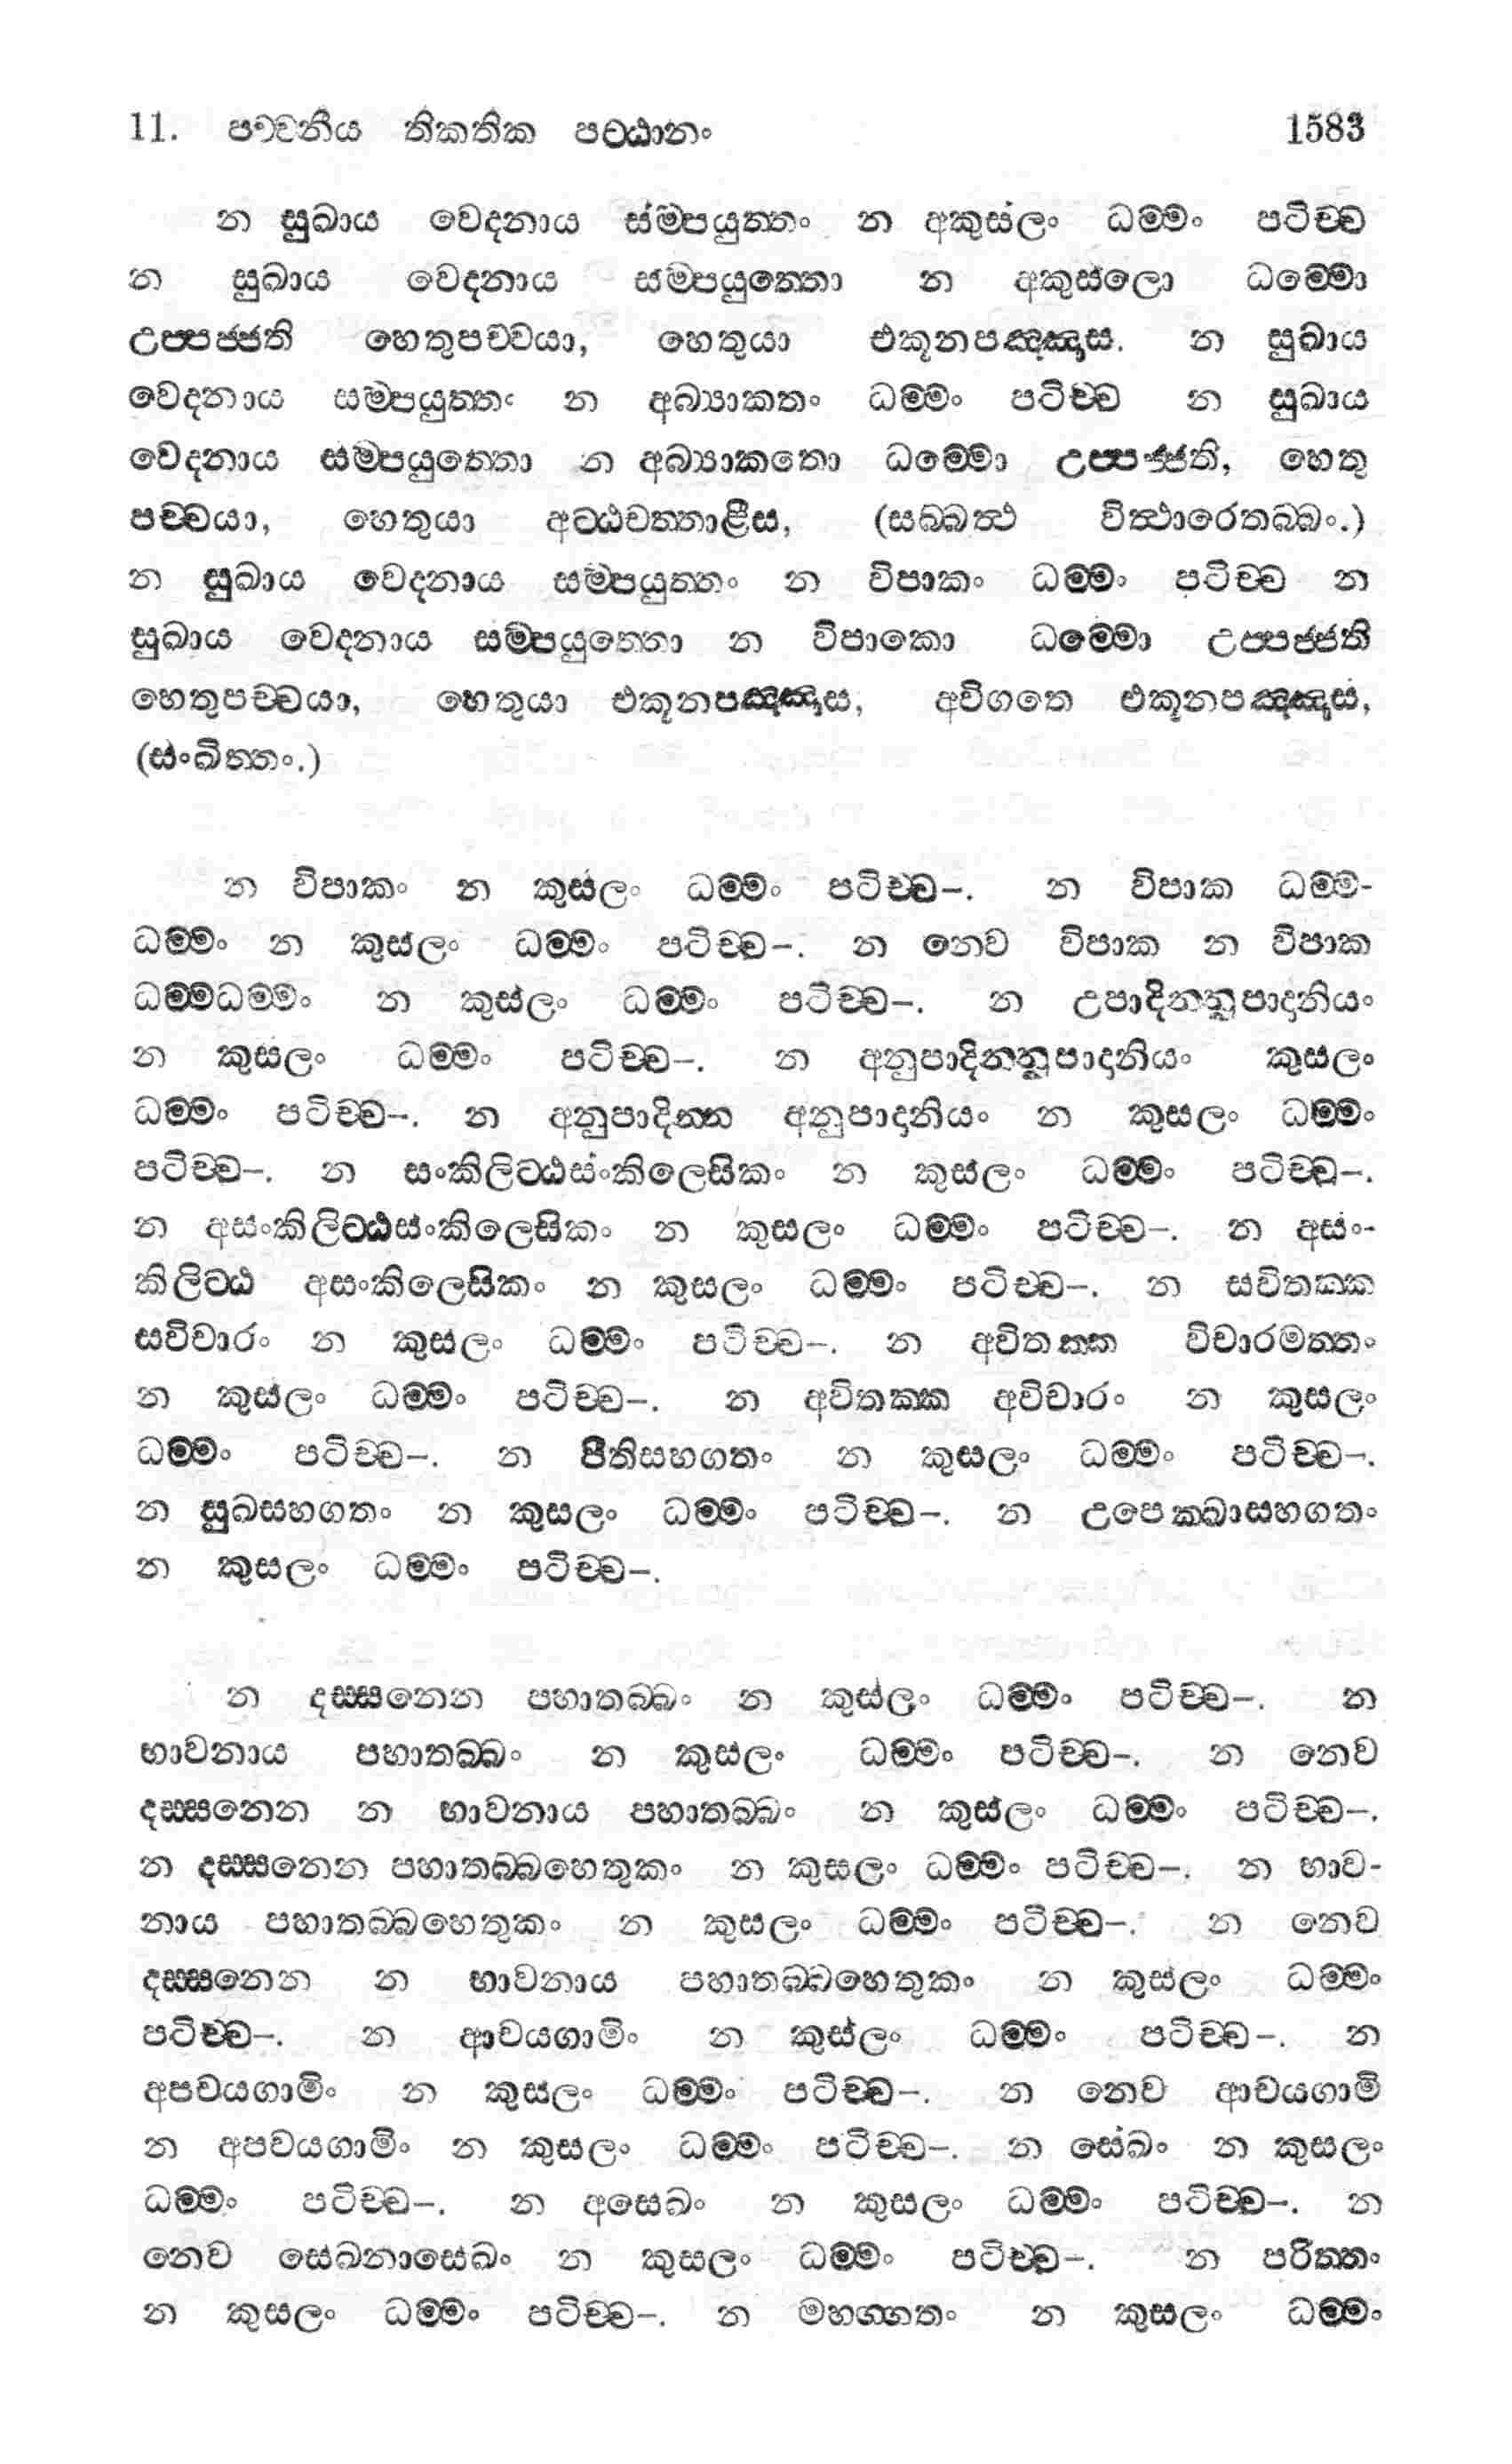 11. පච්චනීය තිකතික පට්ඨානං 1583
න සුඛාය වෙදනාය සම්පයුත්තං න අකුසලං ධම්මං පටිච්ච
න සුඛාය වෙදනාය සම්පයුත්තො න අකුසලො ධම්මො
උප්පජ්ජති හෙතුපච්චයා, හෙතුයා එකූනපඤ්ඤාස. න සුඛාය
වෙදනාය සම්පයුත්තං න අබ්‍යාකතං ධම්මං පටිච්ච න සුඛාය
වෙදනාය සම්පයුත්තො න අබ්‍යාකතො ධම්මො උප්පජ්ජති, හෙතු
පච්චයා, හෙතුයා අට්ඨචත්තාළීස, (සබ්බත්ථ විත්ථාරෙතබ්බං.)
න සුඛාය වෙදනාය සම්පයුත්තං න විපාකං ධම්මං පටිච්ච න
සුඛාය වෙදනාය සම්පයුත්තො න විපාකො ධම්මො උප්පජ්ජති
හෙතුපච්චයා, හෙතුයා එකූනපඤ්ඤාස, අවිගතෙ එකූනපඤ්ඤාස,
(සංඛිත්තං.)
න විපාකං න කුසලං ධම්මං පටිච්ච–. න විපාක ධම්ම-
ධම්මං න කුසලං ධම්මං පටිච්ච–. න නෙව විපාක න විපාක
ධම්මධම්මං න කුසලං ධම්මං පටිච්ච–. න උපාදින්නුපාදානියං
න කුසලං ධම්මං පටිච්ච–. න අනුපාදින්නුපාදානියං කුසලං
ධම්මං පටිච්ච–. න අනුපාදින්න අනුපාදානියං න කුසලං ධම්මං
පටිච්ච–. න සංකිලිට්ඨසංකිලෙසිකං න කුසලං ධම්මං පටිච්ච–.
න අසංකිලිට්ඨසංකිලෙසිකං න කුසලං ධම්මං පටිච්ච–. න අසං-
කිලිට්ඨ අසංකිලෙසිකං න කුසලං ධම්මං පටිච්ච–. න සවිතක්ක
සවිචාරං න කුසලං ධම්මං පටිච්ච–. න අවිතක්ක විචාරමත්තං
න කුසලං ධම්මං පටිච්ච–. න අවිතක්ක අවිචාරං න කුසලං
ධම්මං පටිච්ච–. න පීතිසහගතං න කුසලං ධම්මං පටිච්ච–.
න සුඛසහගතං න කුසලං ධම්මං පටිච්ච–. න උපෙක්ඛාසහගතං
න කුසලං ධම්මං පටිච්ච–.
න දස්සනෙන පහාතබ්බං න කුසලං ධම්මං පටිච්ච–. න
භාවනාය පහාතබ්බං න කුසලං ධම්මං පටිච්ච–. න නෙව
දස්සනෙන න භාවනාය පහාතබ්බං න කුසලං ධම්මං පටිච්ච–.
න දස්සනෙන පහාතබ්බහෙතුකං න කුසලං ධම්මං පටිච්ච–. න භාව-
නාය පහාතබ්බහෙතුකං න කුසලං ධම්මං පටිච්ච–. න නෙව
දස්සනෙන න භාවනාය පහාතබ්බහෙතුකං න කුසලං ධම්මං
පටිච්ච–. න ආචයගාමිං න කුසලං ධම්මං පටිච්ච–. න
අපචයගාමිං න කුසලං ධම්මං පටිච්ච–. න නෙව ආචයගාමි
න අපචයගාමිං න කුසලං ධම්මං පටිච්ච–. න සේඛං න කුසලං
ධම්මං පටිච්ච–. න අසෙඛං න කුසලං ධම්මං පටිච්ච–. න
නෙව සේඛනාසේඛං න කුසලං ධම්මං පටිච්ච–. න පරිත්තං
න කුසලං ධම්මං පටිච්ච–. න මහග්ගතං න කුසලං ධම්මං